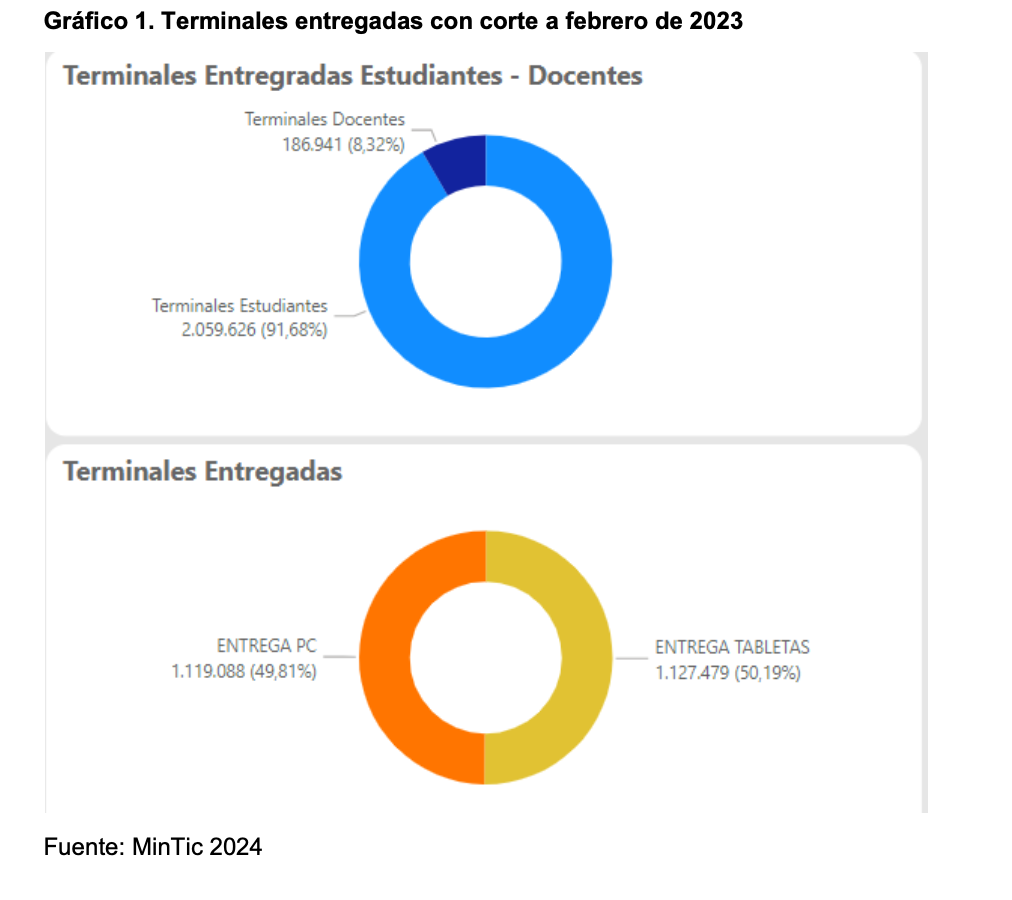 Gráfico 1. Terminales entregadas con corte a febrero de 2023
Terminales Entregradas Estudiantes - Docentes
Terminales Docentes
186.941 (8,32%)
Terminales Estudiantes
2.059.626 (91,68%)
Terminales Entregadas
ENTREGA PC
1.119.088 (49,81%)
ENTREGA TABLETAS
1.127.479 (50,19%)
Fuente: MinTic 2024